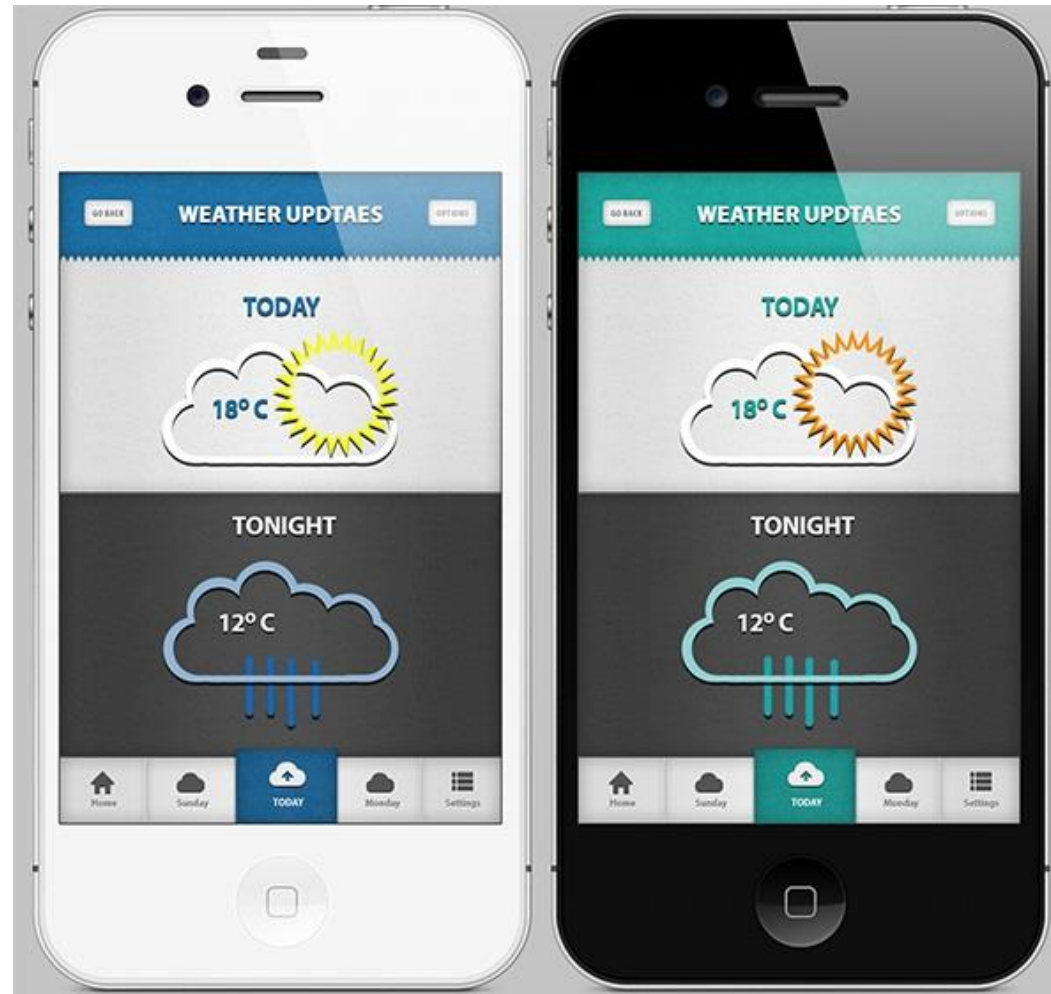 GO BACK WEATHER UPDTAES OPTIONS
TODAY
18º C
TONIGHT
12º C
Home Sunday TODAY Monday Settings
GO BACK WEATHER UPDTAES OPTIONS
TODAY
18º C
TONIGHT
12º C
Home Sunday TODAY Monday Settings